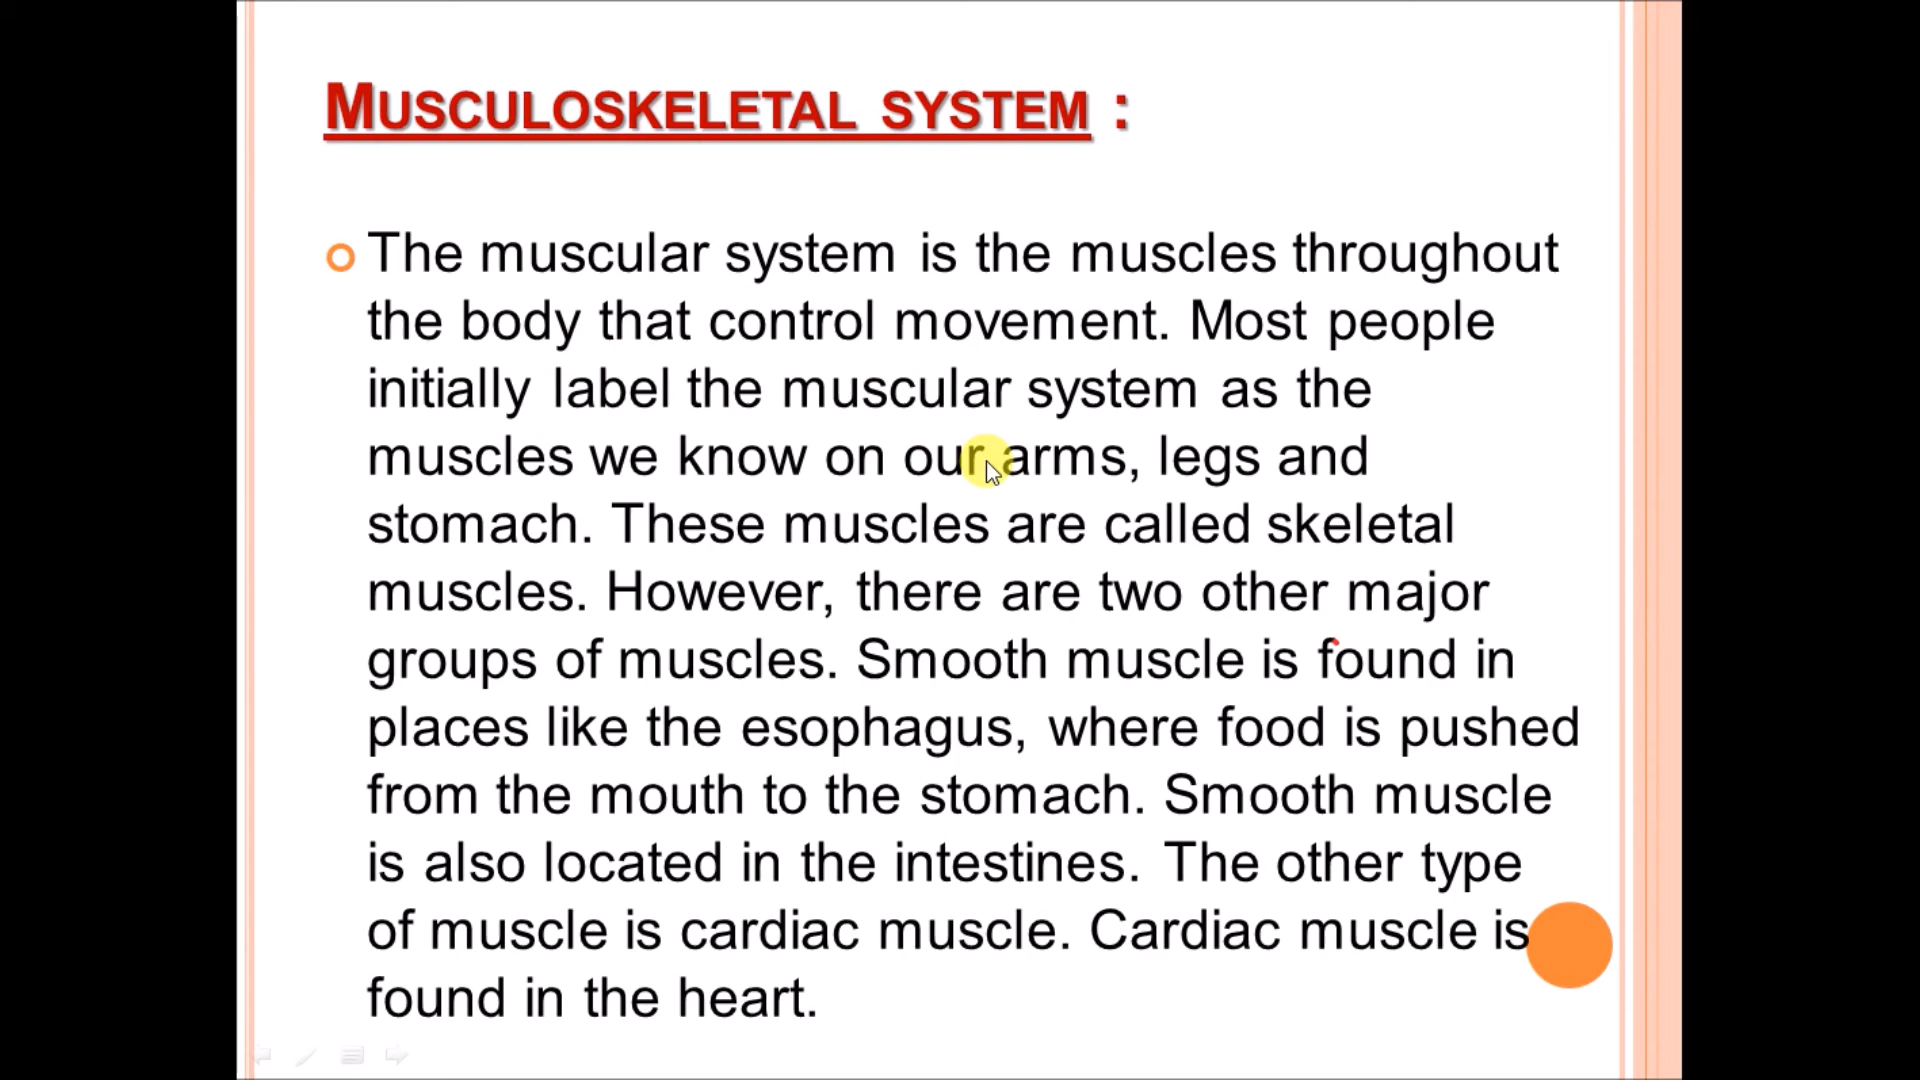 MUSCULOSKELETAL SYSTEM :
The muscular system is the muscles throughout
the body that control movement. Most people
initially label the muscular system as the
muscles we know on our arms, legs and
stomach. These muscles are called skeletal
muscles. However, there are two other major
groups of muscles. Smooth muscle is found in
places like the esophagus, where food is pushed
from the mouth to the stomach. Smooth muscle
is also located in the intestines. The other type
of muscle is cardiac muscle. Cardiac muscle is
found in the heart.